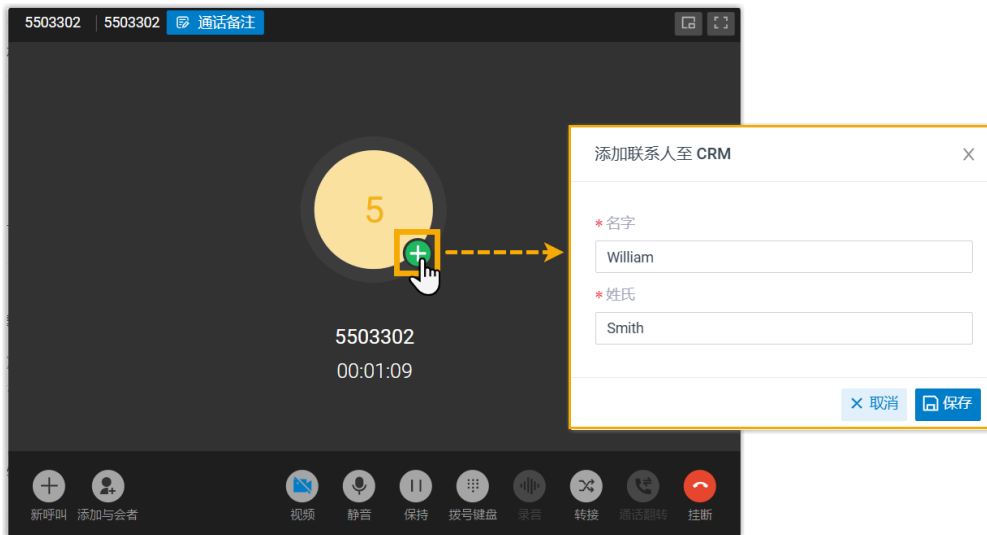 5503302 5503302 通话备注
5
5503302
00:01:09
添加联系人至 CRM
* 名字
William
* 姓氏
Smith
取消 保存
新呼叫 添加与会者 视频 静音 保持 拨号键盘 录音 转接 通话翻转 挂断